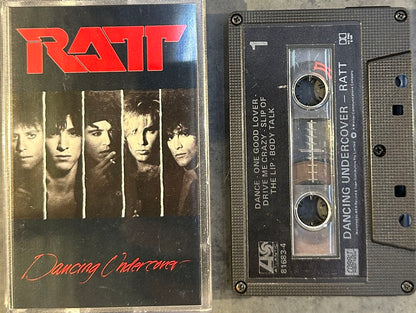 RATT
Dancing Undercover
1
DANCE · ONE GOOD LOVER ·
DRIVE ME CRAZY · SLIP OF
THE LIP · BODY TALK
ATLANTIC
81683-4
DANCING UNDERCOVER – RATT